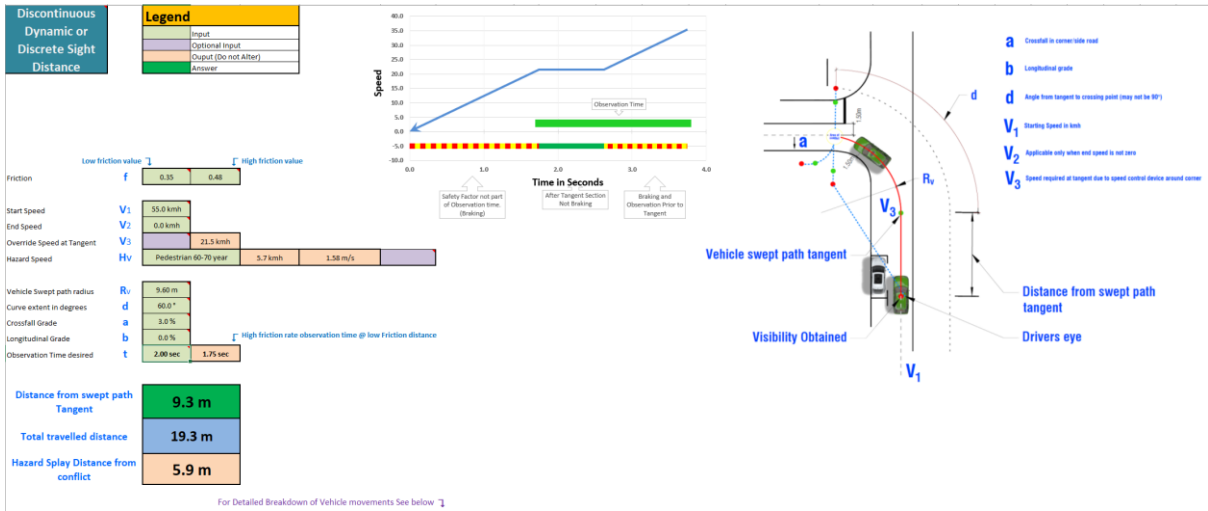 Discontinuous
Dynamic or
Discrete Sight
Distance
Legend
Input
Optional Input
Ouput (Do not Alter)
Answer
Low friction value
High friction value
Friction f 0.35 0.48
Start Speed V1 55.0 kmh
End Speed V2 0.0 kmh
Override Speed at Tangent V3 21.5 kmh
Hazard Speed Hv Pedestrian 60-70 year 5.7 kmh 1.58 m/s
Vehicle Swept path radius Rv 9.60 m
Curve extent in degrees d 60.0 °
Crossfall Grade a 3.0 %
Longitudinal Grade b 0.0 %
High friction rate observation time @ low Friction distance
Observation Time desired t 2.00 sec 1.75 sec
Distance from swept path
Tangent
9.3 m
Total travelled distance 19.3 m
Hazard Splay Distance from
conflict
5.9 m
For Detailed Breakdown of Vehicle movements See below
Speed
40.0
35.0
30.0
25.0
20.0
15.0
10.0
5.0
0.0
-5.0
-10.0
Observation Time
0.0 1.0 2.0 3.0 4.0
Time in Seconds
Safety Factor not part
of Observation time.
(Braking)
After Tangent Section
Not Braking
Braking and
Observation Prior to
Tangent
a Crossfall in corner/side road
b Longitudinal grade
d Angle from tangent to crossing point (may not be 90°)
V1 Starting Speed in kmh
V2 Applicable only when end speed is not zero
V3 Speed required at tangent due to speed control device around corner
d
1.50m
a
1.50m
Rv
V3
Vehicle swept path tangent
Distance from swept path
tangent
Visibility Obtained
Drivers eye
V1